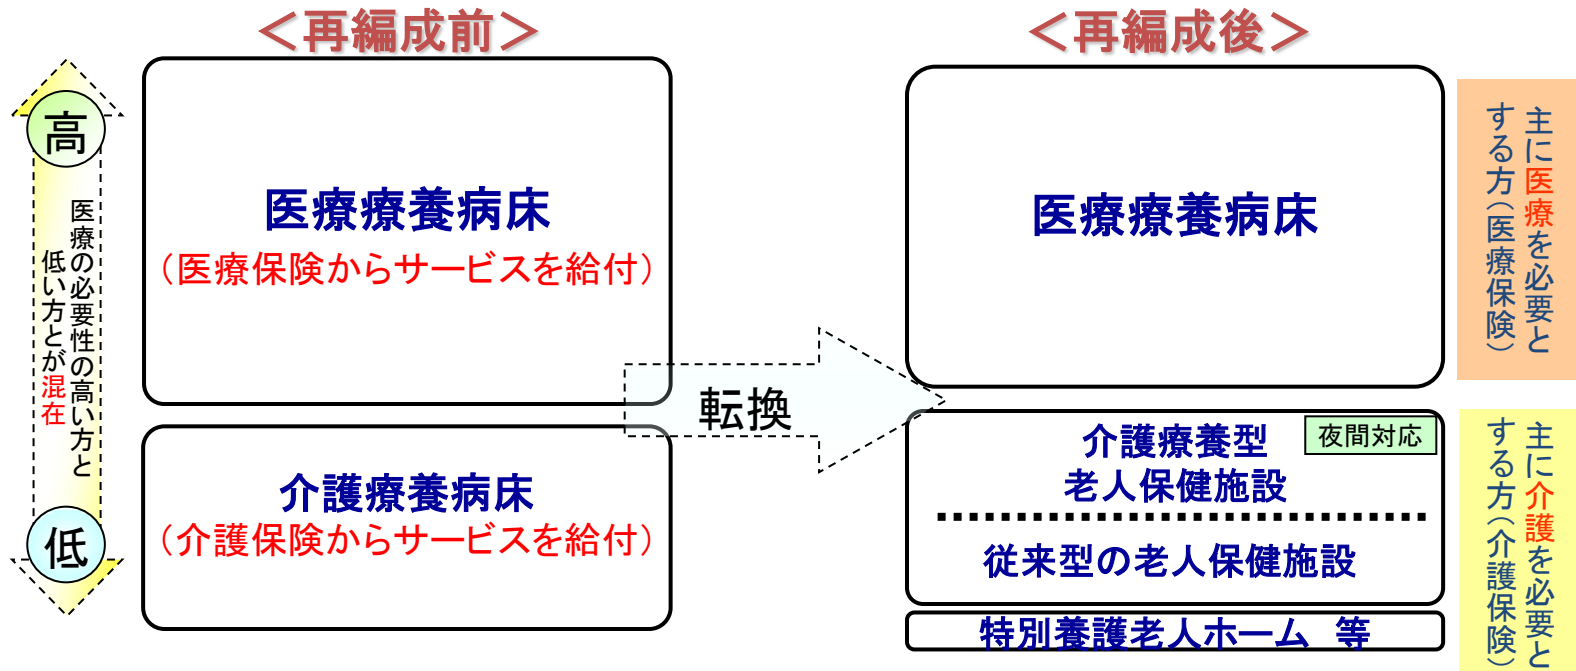 ＜再編成前＞
高
医療の必要性の高い方と
低い方とが混在
低
医療療養病床
（医療保険からサービスを給付）
介護療養病床
（介護保険からサービスを給付）
転換
＜再編成後＞
医療療養病床
介護療養型
老人保健施設
夜間対応
従来型の老人保健施設
特別養護老人ホーム　等
主に医療を必要と
する方（医療保険）
主に介護を必要と
する方（介護保険）